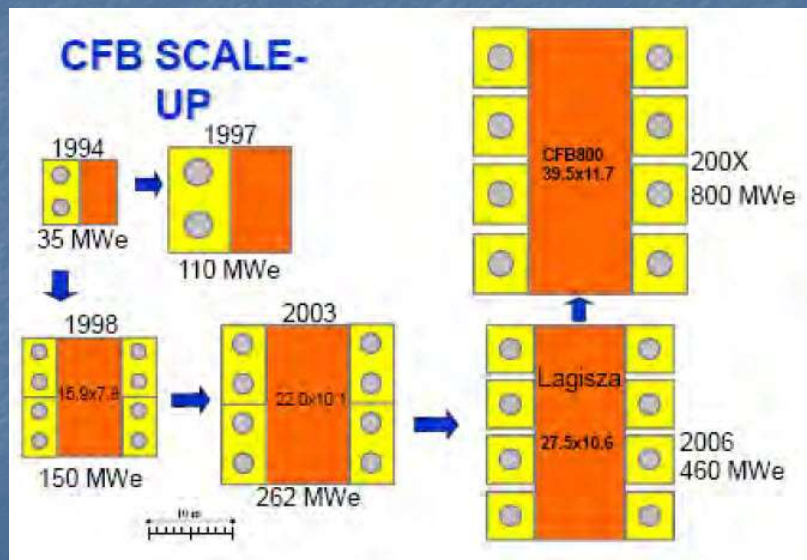 CFB SCALE-
UP
1994
35 MWe
1997
110 MWe
1998
15.9x7.8
150 MWe
2003
22.0x10.1
262 MWe
Lagisza
27.5x10.6
2006
460 MWe
CFB800
39.5x11.7
200X
800 MWe
10 m